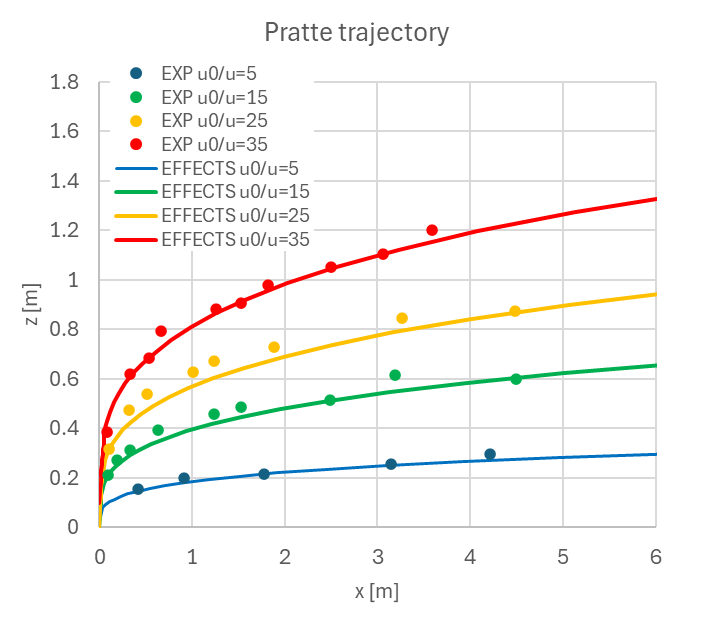 Pratte trajectory
EXP u0/u=5
EXP u0/u=15
EXP u0/u=25
EXP u0/u=35
EFFECTS u0/u=5
EFFECTS u0/u=15
EFFECTS u0/u=25
EFFECTS u0/u=35
1.8
1.6
1.4
1.2
1
0.8
0.6
0.4
0.2
0
z [m]
0 1 2 3 4 5 6
x [m]